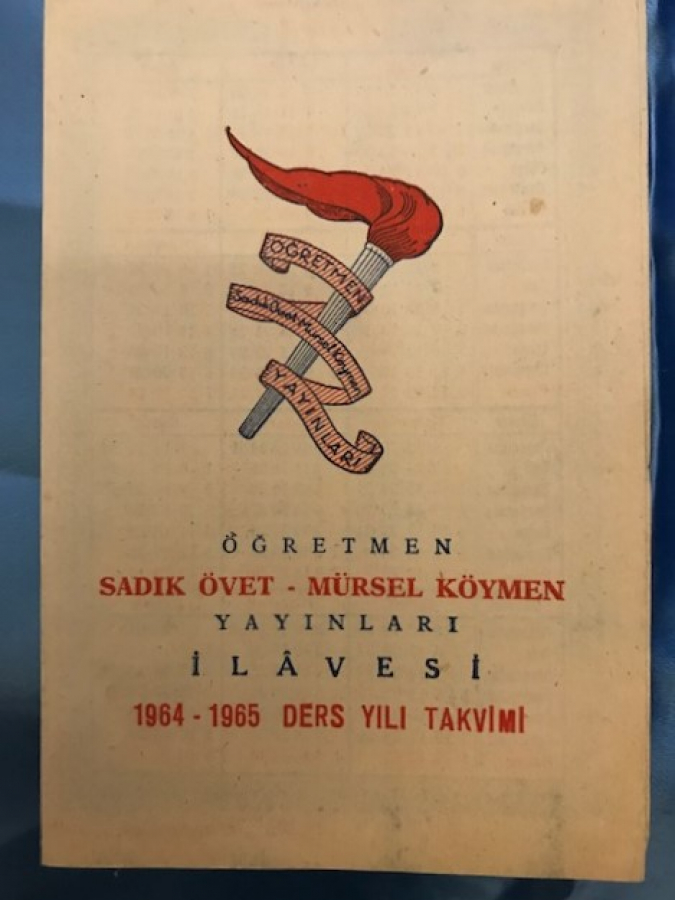 ÖĞRETMEN
Sadık Övet Mürsel Köymen
YAYINLARI
ÖĞRETMEN
SADIK ÖVET - MÜRSEL KÖYMEN
YAYINLARI
İLÂVESİ
1964 - 1965 DERS YILI TAKVİMİ